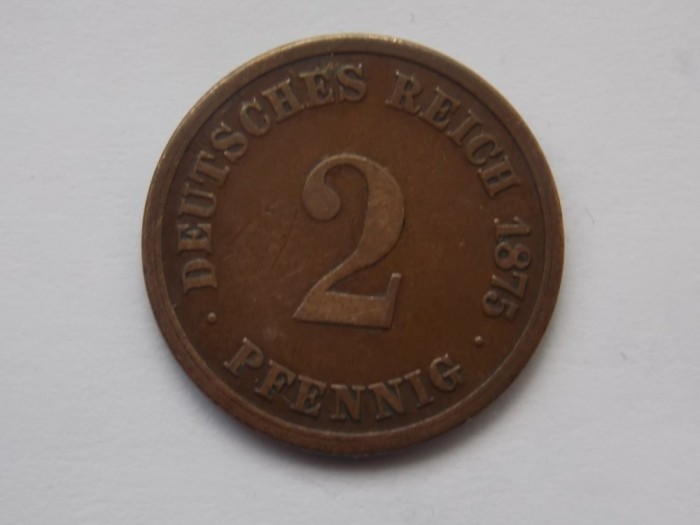 DEUTSCHES REICH 1875
2
PFENNIG